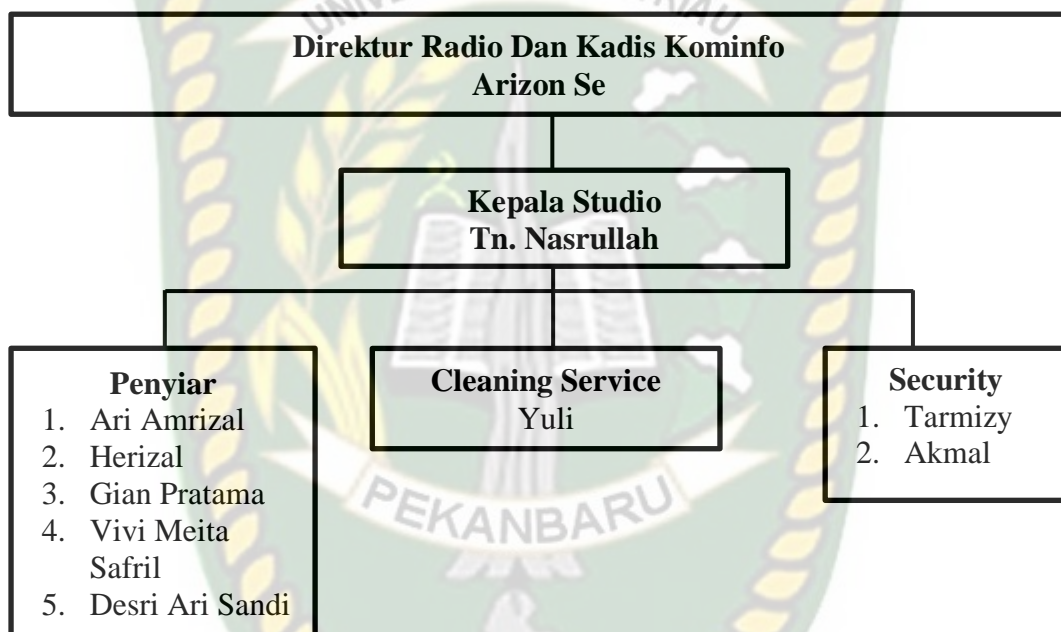 Direktur Radio Dan Kadis Kominfo
Arizon Se
Kepala Studio
Tn. Nasrullah
Penyiar
1. Ari Amrizal
2. Herizal
3. Gian Pratama
4. Vivi Meita
Safril
5. Desri Ari Sandi
Cleaning Service
Yuli
Security
1. Tarmizy
2. Akmal
PEKANBARU